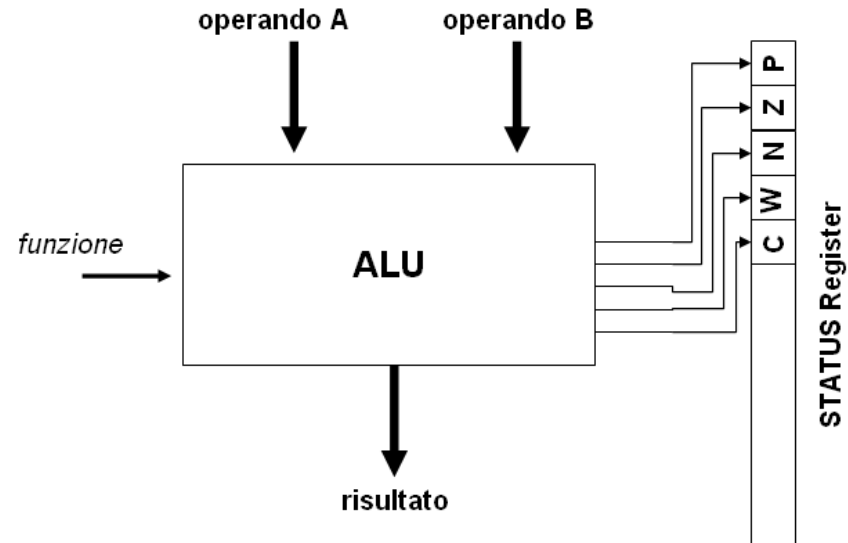 operando A
operando B
funzione
ALU
risultato
P
Z
N
W
C
STATUS Register